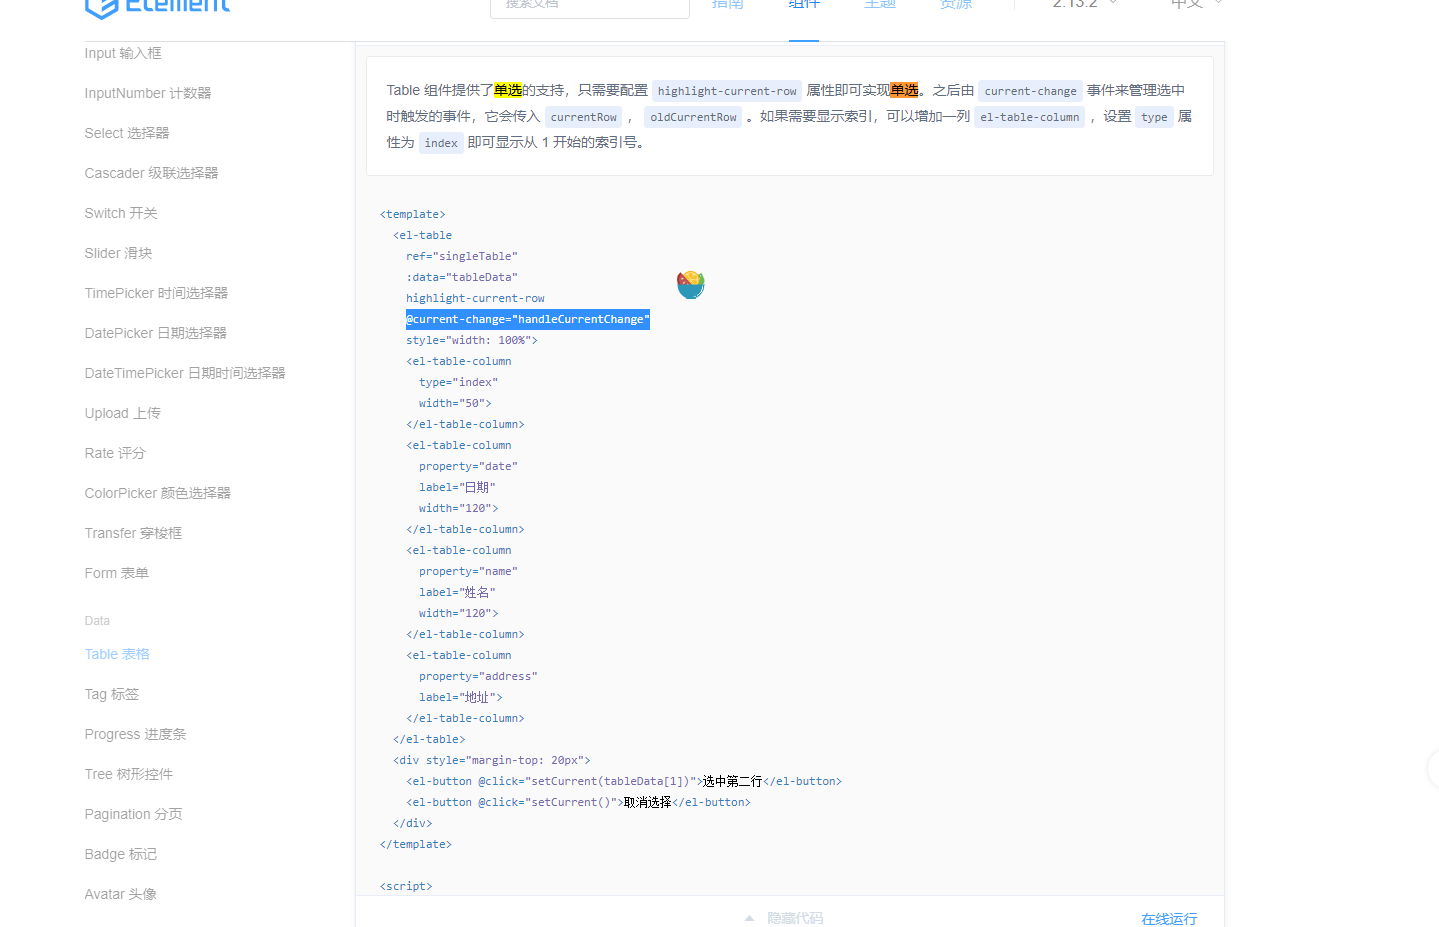 Element
搜索文档
指南
组件
主题
资源
2.13.2
中文
Input 输入框
InputNumber 计数器
Select 选择器
Cascader 级联选择器
Switch 开关
Slider 滑块
TimePicker 时间选择器
DatePicker 日期选择器
DateTimePicker 日期时间选择器
Upload 上传
Rate 评分
ColorPicker 颜色选择器
Transfer 穿梭框
Form 表单
Data
Table 表格
Tag 标签
Progress 进度条
Tree 树形控件
Pagination 分页
Badge 标记
Avatar 头像
Table 组件提供了单选的支持，只需要配置 highlight-current-row 属性即可实现单选。之后由 current-change 事件来管理选中
时触发的事件，它会传入 currentRow ， oldCurrentRow 。如果需要显示索引，可以增加一列 el-table-column ，设置 type 属
性为 index 即可显示从 1 开始的索引号。
<template>
<el-table
ref="singleTable"
:data="tableData"
highlight-current-row
@current-change="handleCurrentChange"
style="width: 100%">
<el-table-column
type="index"
width="50">
</el-table-column>
<el-table-column
property="date"
label="日期"
width="120">
</el-table-column>
<el-table-column
property="name"
label="姓名"
width="120">
</el-table-column>
<el-table-column
property="address"
label="地址">
</el-table-column>
</el-table>
<div style="margin-top: 20px">
<el-button @click="setCurrent(tableData[1])">选中第二行</el-button>
<el-button @click="setCurrent()">取消选择</el-button>
</div>
</template>
<script>
隐藏代码
在线运行